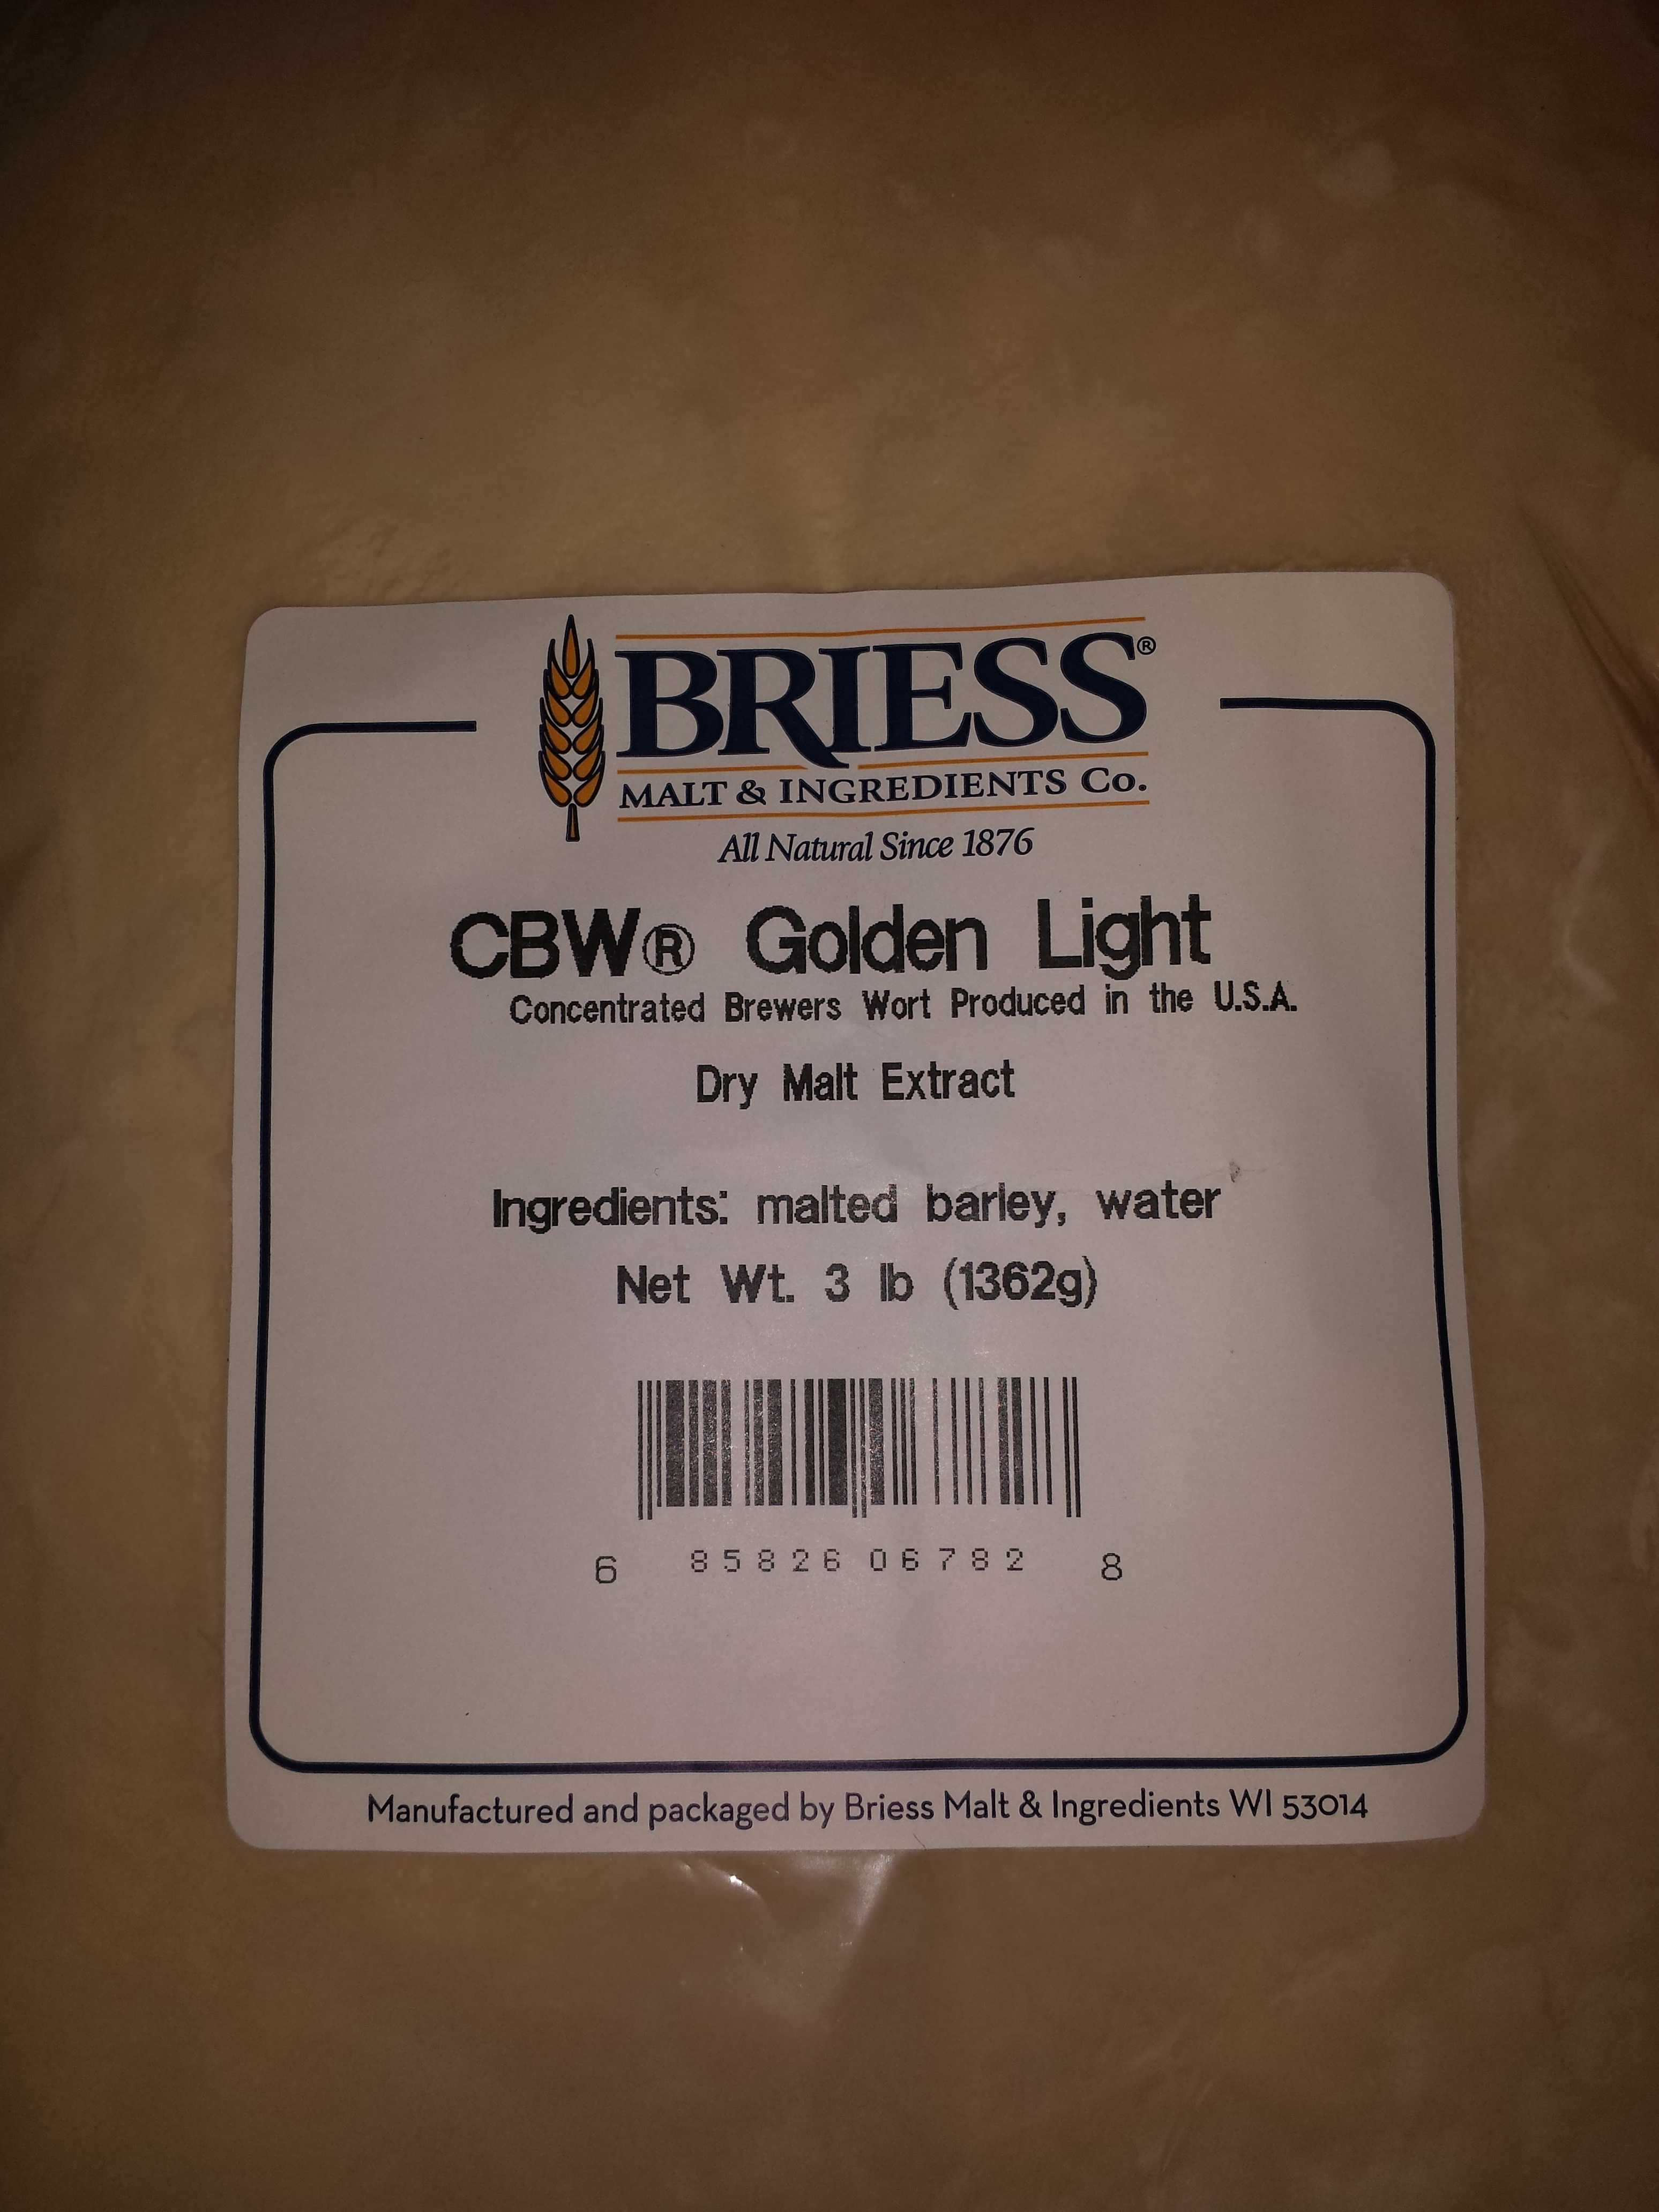 BRIESS®
MALT & INGREDIENTS Co.
All Natural Since 1876
CBW® Golden Light
Concentrated Brewers Wort Produced in the U.S.A.
Dry Malt Extract
Ingredients: malted barley, water
Net Wt. 3 lb (1362g)
6 85826 06782 8
Manufactured and packaged by Briess Malt & Ingredients WI 53014